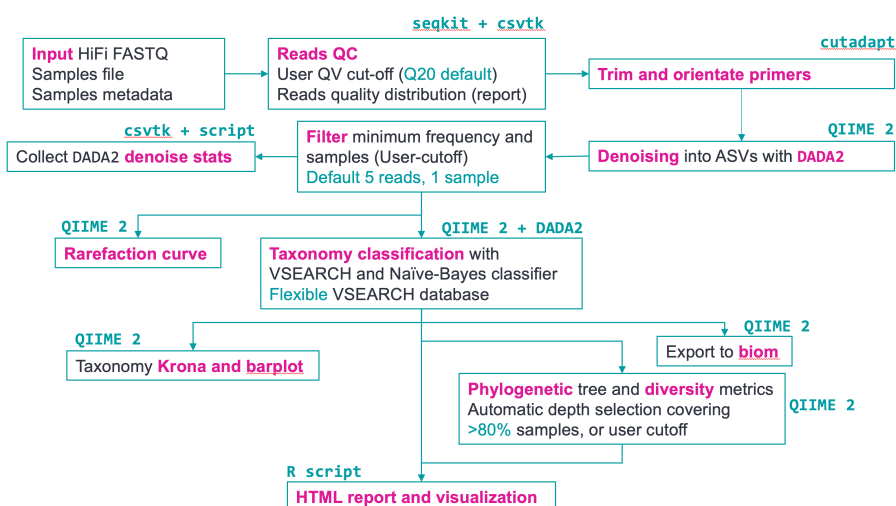 seqkit + csvtk
Input HiFi FASTQ
Samples file
Samples metadata
Reads QC
User QV cut-off (Q20 default)
Reads quality distribution (report)
cutadapt
Trim and orientate primers
csvtk + script
Collect DADA2 denoise stats
Filter minimum frequency and
samples (User-cutoff)
Default 5 reads, 1 sample
QIIME 2
Denoising into ASVs with DADA2
QIIME 2
Rarefaction curve
QIIME 2 + DADA2
Taxonomy classification with
VSEARCH and Naïve-Bayes classifier
Flexible VSEARCH database
QIIME 2
Taxonomy Krona and barplot
QIIME 2
Export to biom
Phylogenetic tree and diversity metrics
Automatic depth selection covering
>80% samples, or user cutoff
QIIME 2
R script
HTML report and visualization